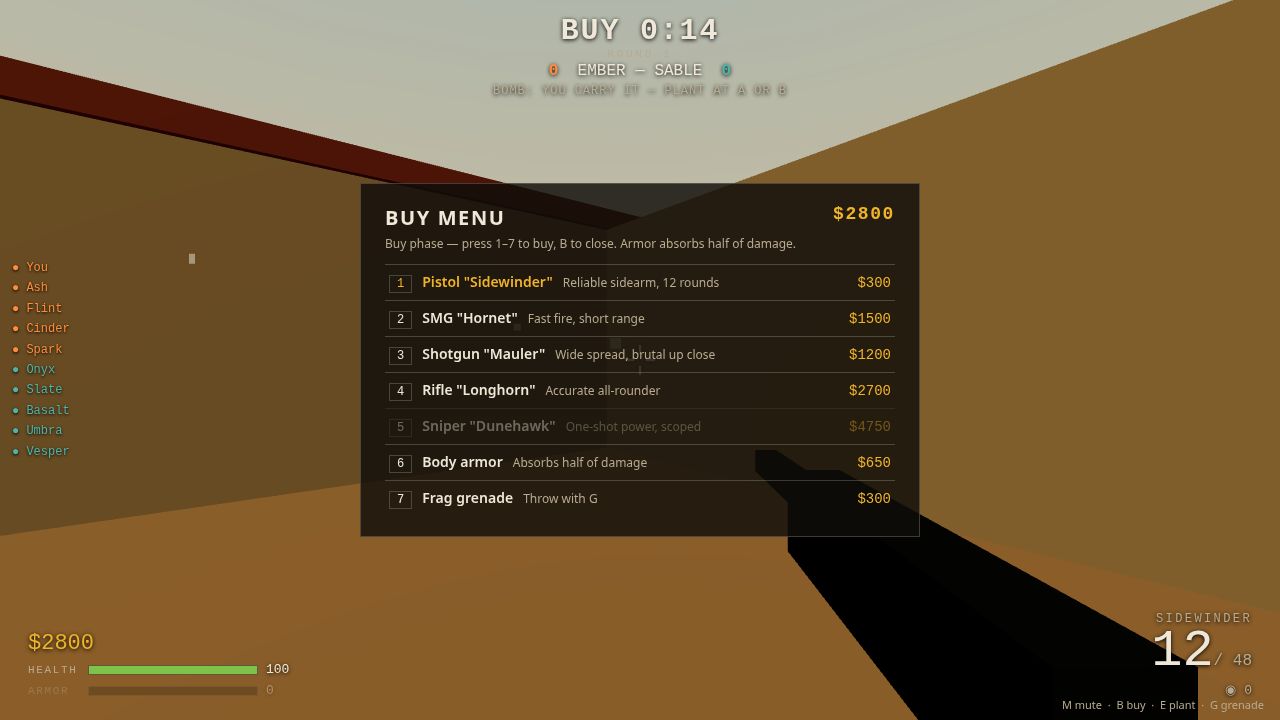 BUY 0:14
ROUND 1
0 EMBER — SABLE 0
BOMB: YOU CARRY IT — PLANT AT A OR B
BUY MENU $2800
Buy phase — press 1–7 to buy, B to close. Armor absorbs half of damage.
1 Pistol "Sidewinder" Reliable sidearm, 12 rounds $300
2 SMG "Hornet" Fast fire, short range $1500
3 Shotgun "Mauler" Wide spread, brutal up close $1200
4 Rifle "Longhorn" Accurate all-rounder $2700
5 Sniper "Dunehawk" One-shot power, scoped $4750
6 Body armor Absorbs half of damage $650
7 Frag grenade Throw with G $300
● You
● Ash
● Flint
● Cinder
● Spark
● Onyx
● Slate
● Basalt
● Umbra
● Vesper
$2800
HEALTH 100
ARMOR 0
SIDEWINDER
12 / 48
◉ 0
M mute · B buy · E plant · G grenade